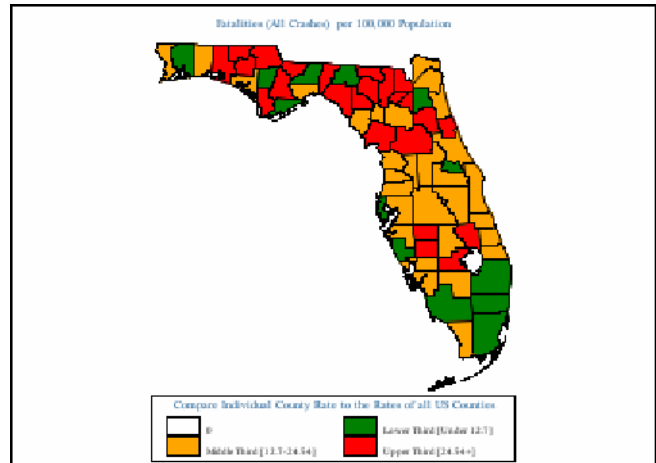 Fatalities (All Crashes) per 100,000 Population
Compare Individual County Rate to the Rates of all US Counties
0
Lower Third [Under 12.7]
Middle Third [12.7-24.54]
Upper Third [24.54+]